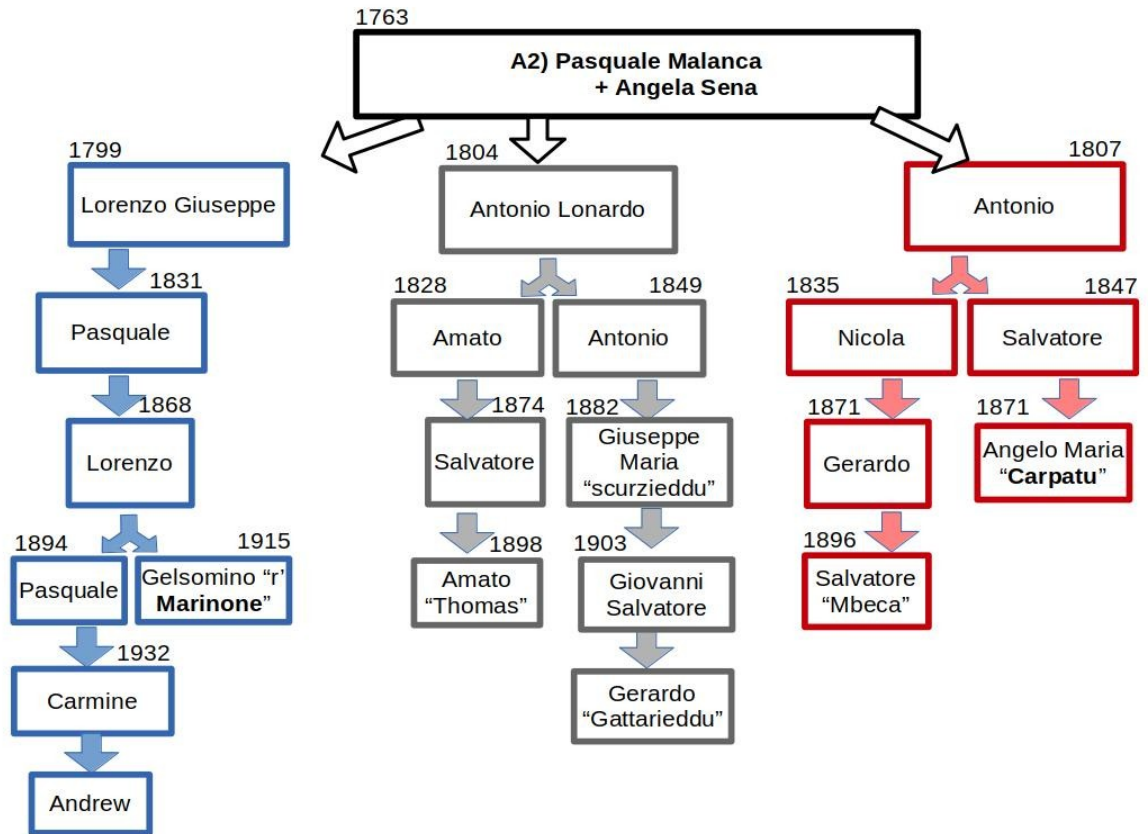 1763
A2) Pasquale Malanca
+ Angela Sena
1799
Lorenzo Giuseppe
1804
Antonio Lonardo
1807
Antonio
1831
Pasquale
1828
Amato
1849
Antonio
1835
Nicola
1847
Salvatore
1868
Lorenzo
1874
Salvatore
1882
Giuseppe
Maria
“scurzieddu”
1871
Gerardo
1871
Angelo Maria
“Carpatu”
1894
Pasquale
1915
Gelsomino “r’
Marinone”
1898
Amato
“Thomas”
1903
Giovanni
Salvatore
1896
Salvatore
“Mbeca”
1932
Carmine
Gerardo
“Gattarieddu”
Andrew